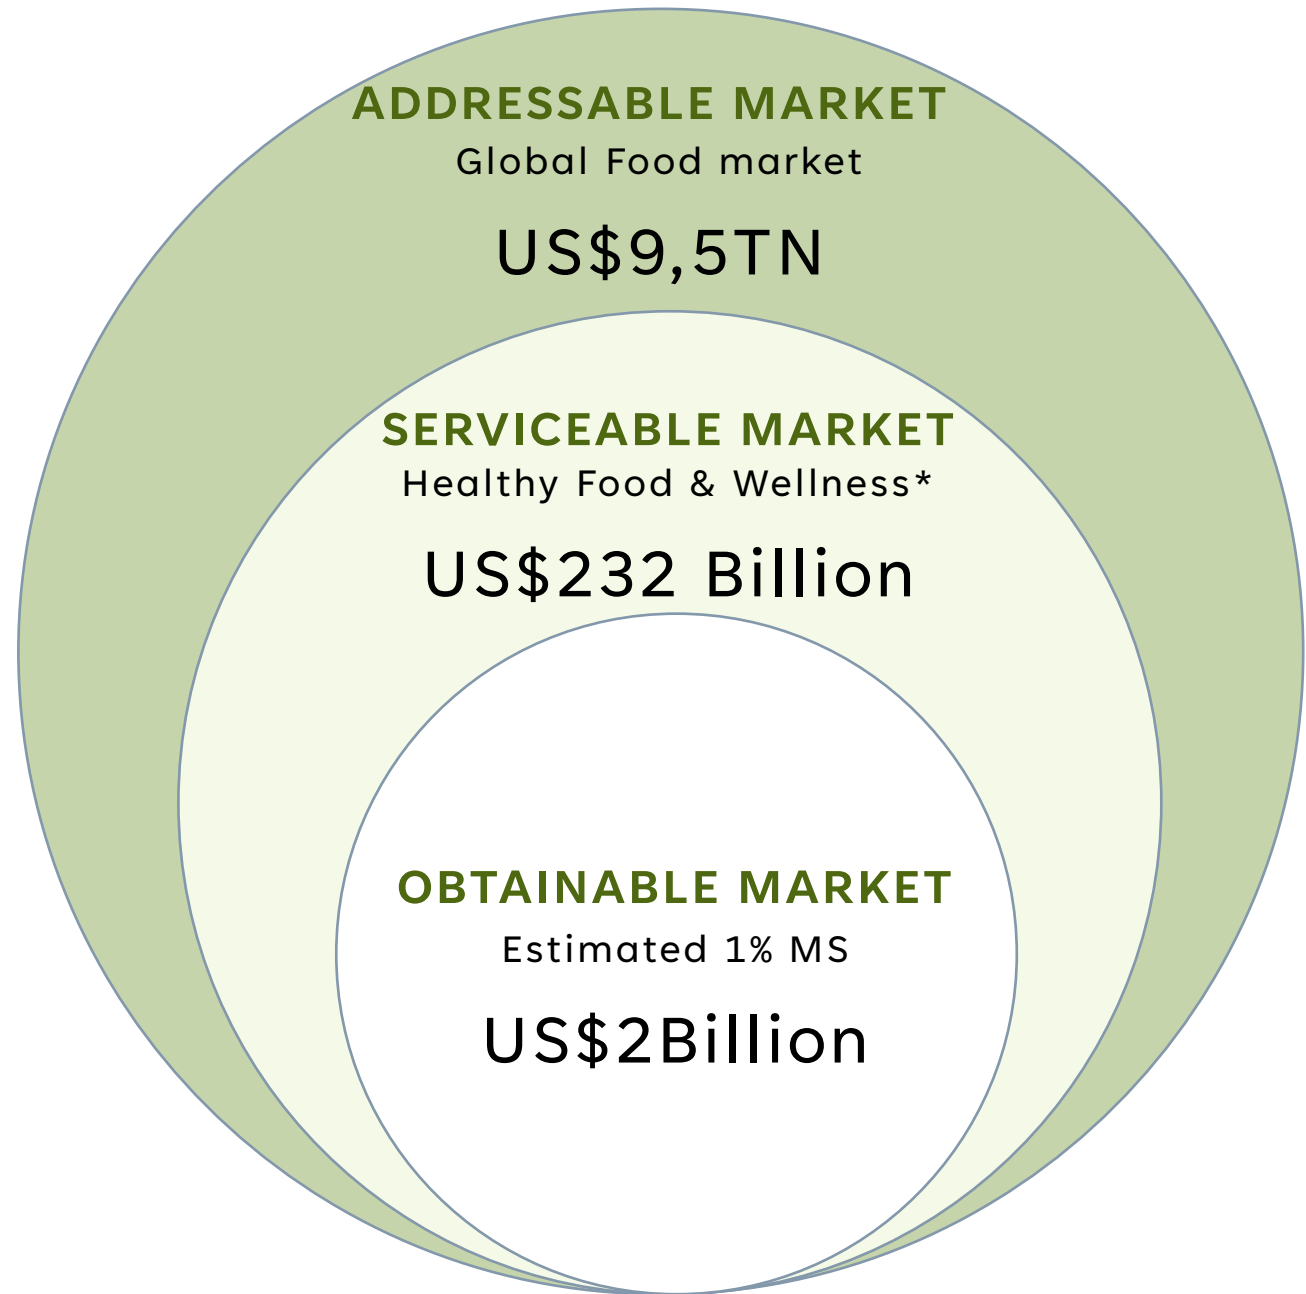 ADDRESSABLE MARKET
Global Food market
US$9,5TN
SERVICEABLE MARKET
Healthy Food & Wellness*
US$232 Billion
OBTAINABLE MARKET
Estimated 1% MS
US$2Billion